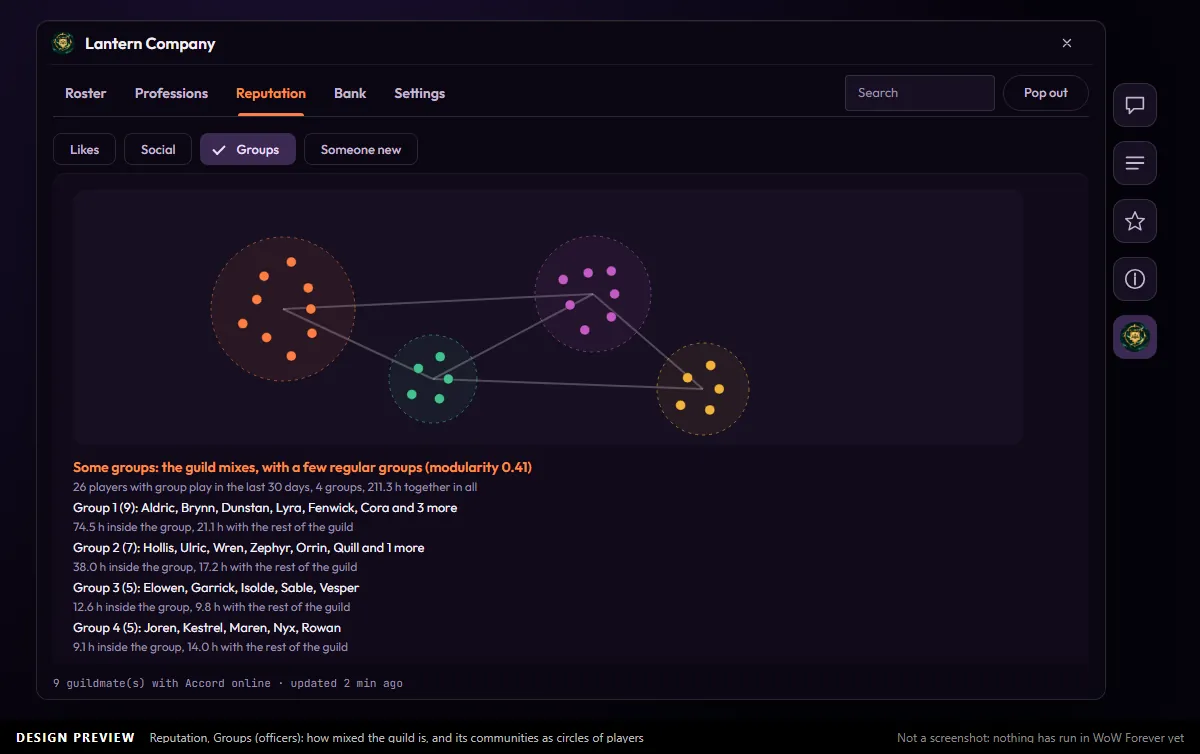 Lantern Company
Roster Professions Reputation Bank Settings Search Pop out
Likes Social Groups Someone new
Some groups: the guild mixes, with a few regular groups (modularity 0.41)
26 players with group play in the last 30 days, 4 groups, 211.3 h together in all
Group 1 (9): Aldric, Brynn, Dunstan, Lyra, Fenwick, Cora and 3 more
74.5 h inside the group, 21.1 h with the rest of the guild
Group 2 (7): Hollis, Ulric, Wren, Zephyr, Orrin, Quill and 1 more
38.0 h inside the group, 17.2 h with the rest of the guild
Group 3 (5): Elowen, Garrick, Isolde, Sable, Vesper
12.6 h inside the group, 9.8 h with the rest of the guild
Group 4 (5): Joren, Kestrel, Maren, Nyx, Rowan
9.1 h inside the group, 14.0 h with the rest of the guild
9 guildmate(s) with Accord online · updated 2 min ago
DESIGN PREVIEW Reputation, Groups (officers): how mixed the guild is, and its communities as circles of players Not a screenshot: nothing has run in WoW Forever yet